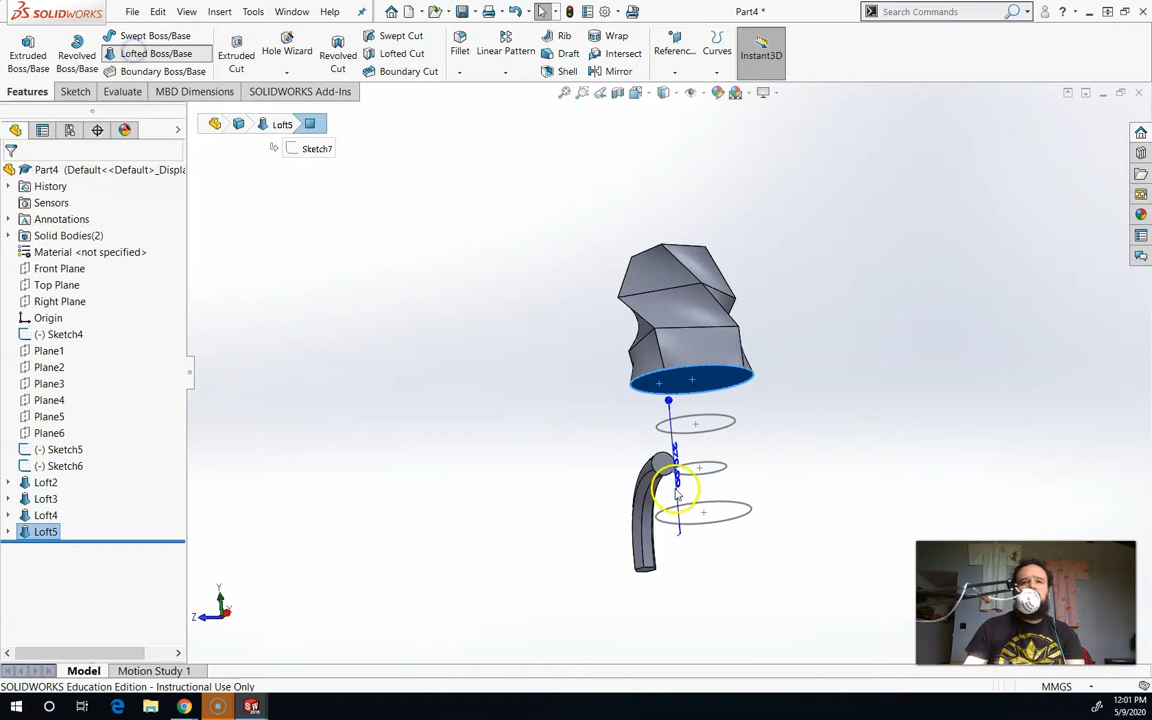 SOLIDWORKS
File Edit View Insert Tools Window Help
Part4 *
Search Commands
Extruded Boss/Base
Revolved Boss/Base
Swept Boss/Base
Lofted Boss/Base
Boundary Boss/Base
Extruded Cut
Hole Wizard
Revolved Cut
Swept Cut
Lofted Cut
Boundary Cut
Fillet
Linear Pattern
Rib
Draft
Shell
Wrap
Intersect
Mirror
Referenc...
Curves
Instant3D
Features Sketch Evaluate MBD Dimensions SOLIDWORKS Add-Ins
Loft5
Sketch7
Part4 (Default<<Default>_Displa
History
Sensors
Annotations
Solid Bodies(2)
Material <not specified>
Front Plane
Top Plane
Right Plane
Origin
(-) Sketch4
Plane1
Plane2
Plane3
Plane4
Plane5
Plane6
(-) Sketch5
(-) Sketch6
Loft2
Loft3
Loft4
Loft5
Y
Z
X
Model Motion Study 1
SOLIDWORKS Education Edition - Instructional Use Only
MMGS
12:01 PM
5/9/2020